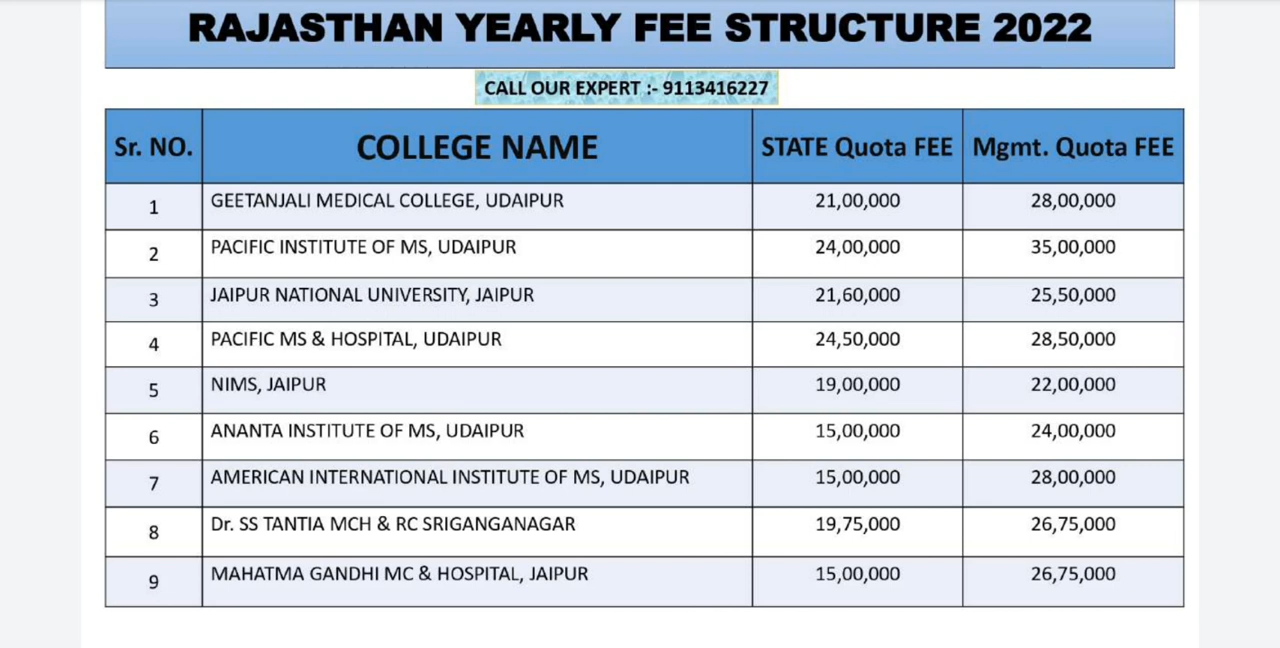 RAJASTHAN YEARLY FEE STRUCTURE 2022
CALL OUR EXPERT :- 9113416227
Sr. NO. COLLEGE NAME STATE Quota FEE Mgmt. Quota FEE
1 GEETANJALI MEDICAL COLLEGE, UDAIPUR 21,00,000 28,00,000
2 PACIFIC INSTITUTE OF MS, UDAIPUR 24,00,000 35,00,000
3 JAIPUR NATIONAL UNIVERSITY, JAIPUR 21,60,000 25,50,000
4 PACIFIC MS & HOSPITAL, UDAIPUR 24,50,000 28,50,000
5 NIMS, JAIPUR 19,00,000 22,00,000
6 ANANTA INSTITUTE OF MS, UDAIPUR 15,00,000 24,00,000
7 AMERICAN INTERNATIONAL INSTITUTE OF MS, UDAIPUR 15,00,000 28,00,000
8 Dr. SS TANTIA MCH & RC SRIGANGANAGAR 19,75,000 26,75,000
9 MAHATMA GANDHI MC & HOSPITAL, JAIPUR 15,00,000 26,75,000